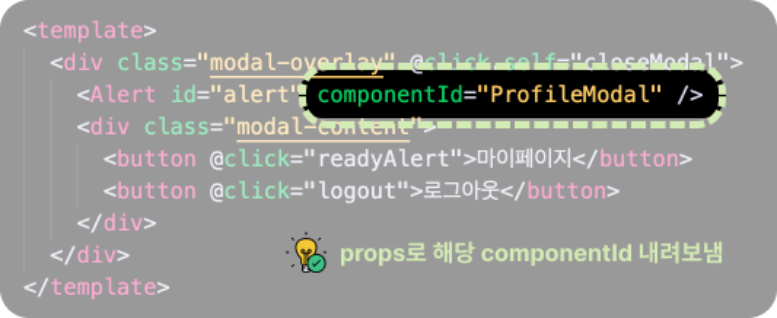 <template>
<div class="modal-overlay" @click.self="closeModal">
<Alert id="alert" componentId="ProfileModal" />
<div class="modal-content">
<button @click="readyAlert">마이페이지</button>
<button @click="logout">로그아웃</button>
</div>
</div>
props로 해당 componentId 내려보냄
</template>